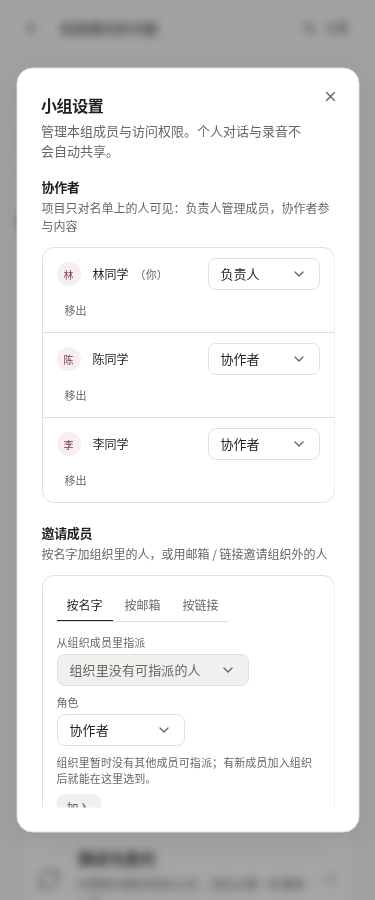 小组设置
管理本组成员与访问权限。个人对话与录音不
会自动共享。
协作者
项目只对名单上的人可见：负责人管理成员，协作者参
与内容
林 林同学 （你） 负责人
移出
陈 陈同学 协作者
移出
李 李同学 协作者
移出
邀请成员
按名字加组织里的人，或用邮箱 / 链接邀请组织外的人
按名字 按邮箱 按链接
从组织成员里指派
组织里没有可指派的人
角色
协作者
组织里暂时没有其他成员可指派；有新成员加入组织
后就能在这里选到。
加入